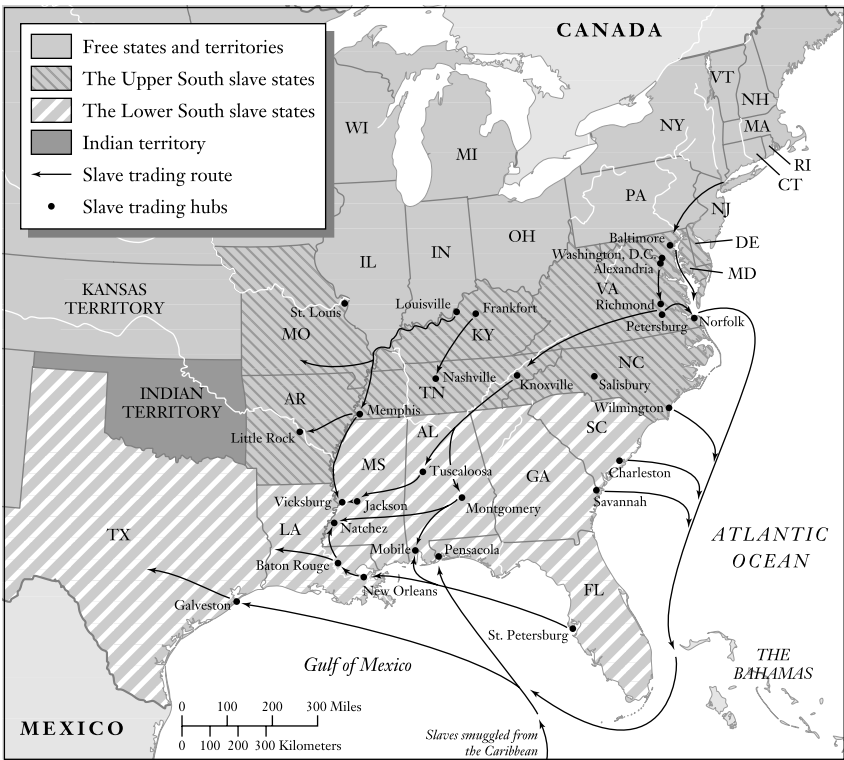 Free states and territories
The Upper South slave states
The Lower South slave states
Indian territory
Slave trading route
Slave trading hubs
CANADA
VT
NH
WI
NY
MA
MI
RI
CT
PA
NJ
OH
IN
IL
Baltimore
DE
Washington, D.C.
Alexandria
MD
VA
KANSAS
TERRITORY
Louisville
Frankfort
Richmond
St. Louis
Petersburg
Norfolk
MO
KY
NC
Nashville
TN
Knoxville
Salisbury
INDIAN
TERRITORY
AR
Memphis
Wilmington
Little Rock
AL
SC
MS
Tuscaloosa
GA
Charleston
Vicksburg
Jackson
Montgomery
Savannah
TX
LA
Natchez
ATLANTIC
OCEAN
Mobile
Pensacola
Baton Rouge
New Orleans
FL
Galveston
St. Petersburg
Gulf of Mexico
THE
BAHAMAS
0 100 200 300 Miles
0 100 200 300 Kilometers
MEXICO
Slaves smuggled from
the Caribbean